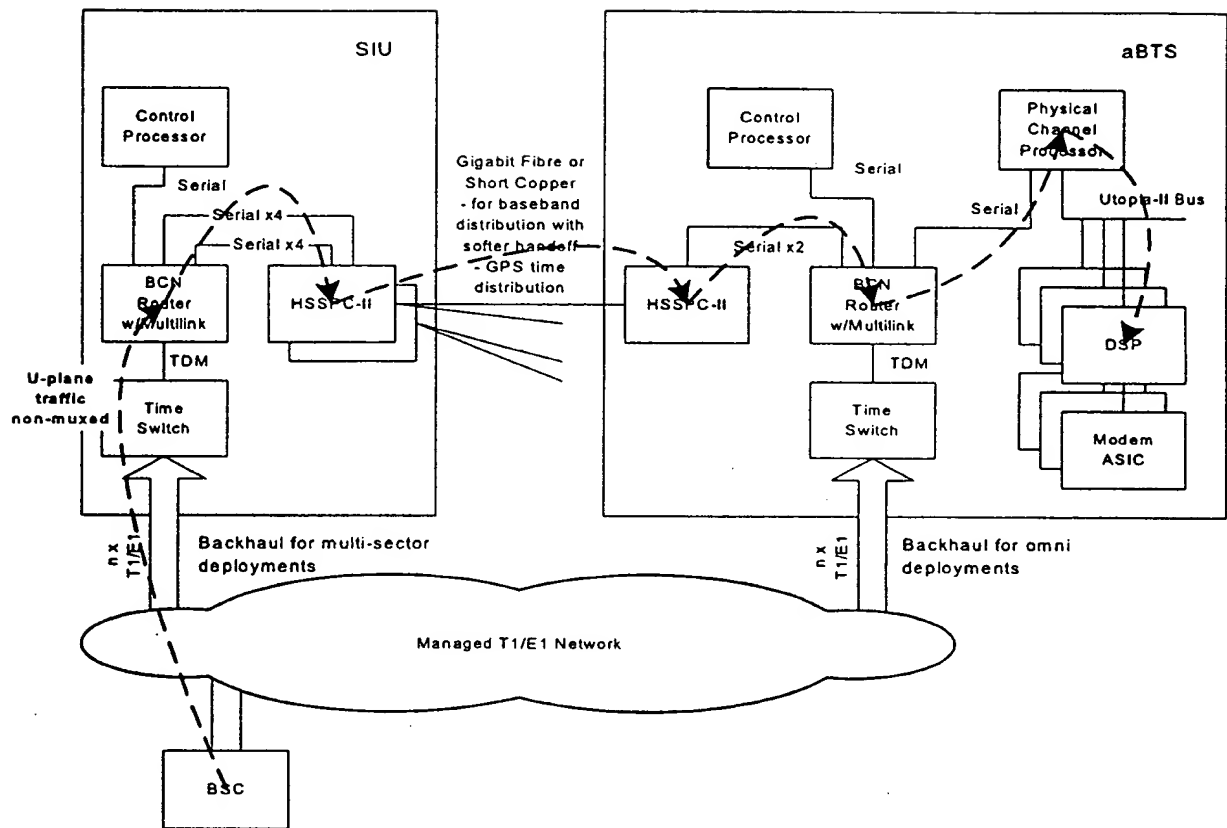 SIU
Control
Processor
Serial
Serial x4
Serial x4
BCN
Router
w/Multilink
HSSPC-II
TDM
Time
Switch
U-plane
traffic
non-muxed
Gigabit Fibre or
Short Copper
- for baseband
distribution with
softer handoff
- GPS time
distribution
aBTS
Control
Processor
Serial
Physical
Channel
Processor
Utopia-II Bus
Serial
Serial x2
HSSPC-II
BCN
Router
w/Multilink
TDM
Time
Switch
DSP
Modem
ASIC
n x
T1/E1
Backhaul for multi-sector
deployments
n x
T1/E1
Backhaul for omni
deployments
Managed T1/E1 Network
BSC